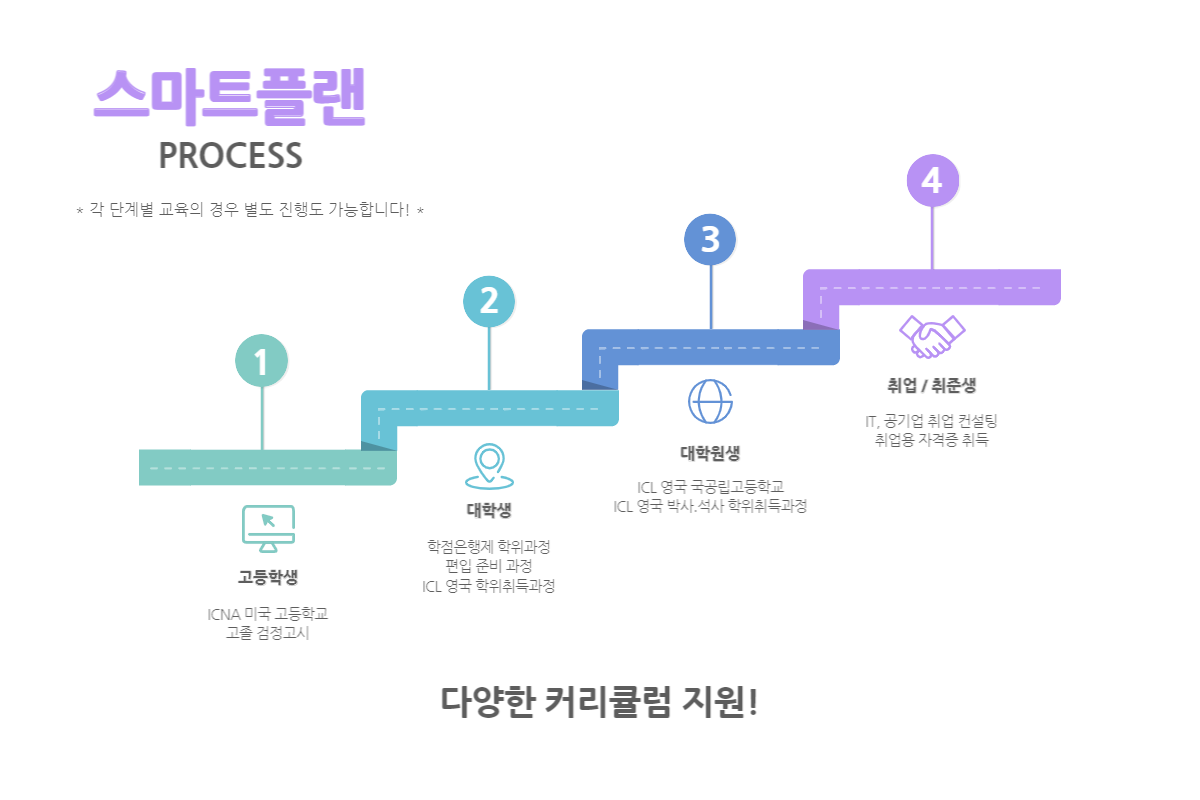 스마트플랜
PROCESS
* 각 단계별 교육의 경우 별도 진행도 가능합니다! *
1
고등학생
ICNA 미국 고등학교
고졸 검정고시
2
대학생
학점은행제 학위과정
편입 준비 과정
ICL 영국 학위취득과정
3
대학원생
ICL 영국 국공립고등학교
ICL 영국 박사.석사 학위취득과정
4
취업 / 취준생
IT, 공기업 취업 컨설팅
취업용 자격증 취득
다양한 커리큘럼 지원!